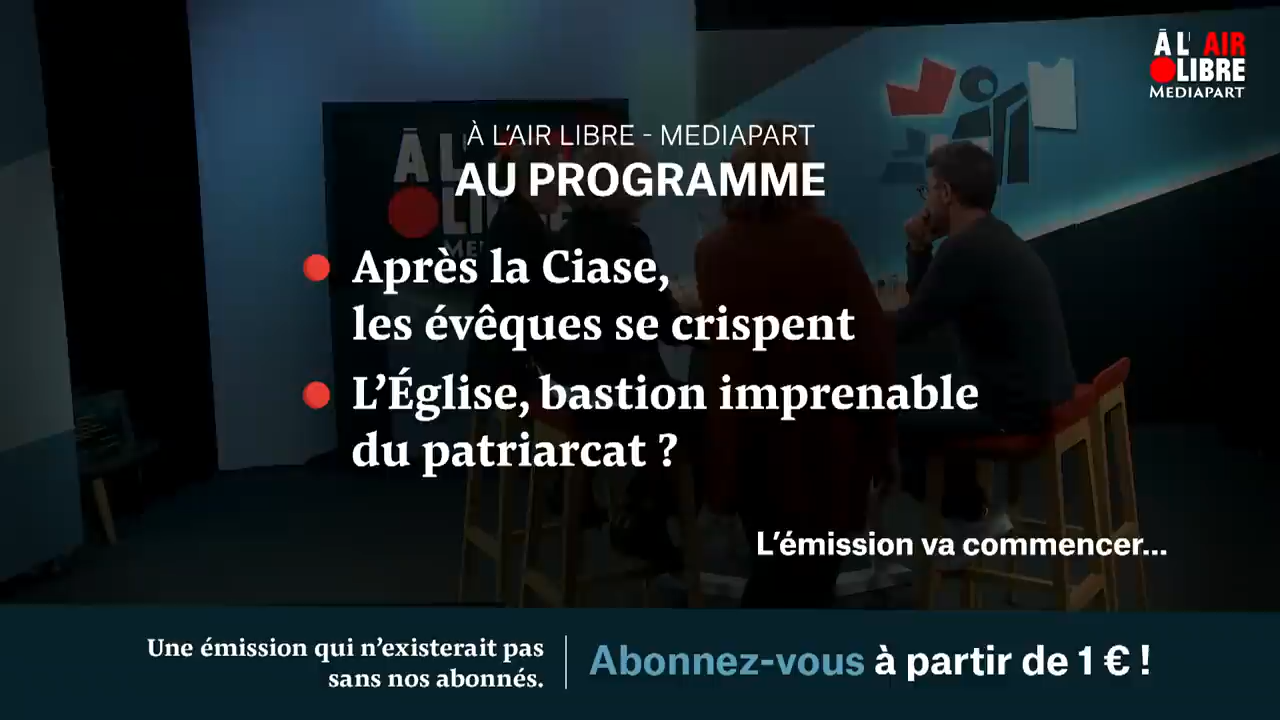 À L'AIR
LIBRE
MEDIAPART
À L'AIR LIBRE - MEDIAPART
AU PROGRAMME
Après la Ciase,
les évêques se crispent
L'Église, bastion imprenable
du patriarcat ?
L'émission va commencer...
Une émission qui n'existerait pas
sans nos abonnés.
Abonnez-vous à partir de 1 € !